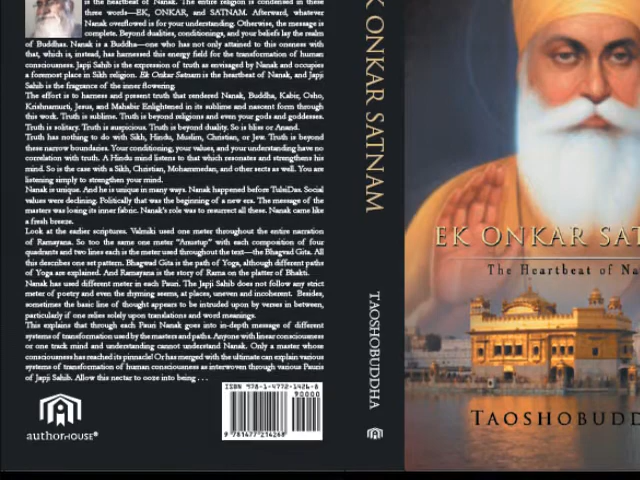 is the heartbeat of Nanak. The entire religion is condensed in these
three words—EK, ONKAR, and SATNAM. Afterward, whatever
Nanak overflowed is for your understanding. Otherwise, the message is
complete. Beyond dualities, conditionings, and your beliefs lay the realm
of Buddhas. Nanak is a Buddha—one who has not only attained to this oneness with
that, which is, instead, has harnessed this energy field for the transformation of human
consciousness. Japji Sahib is the expression of truth as envisaged by Nanak and occupies
a foremost place in Sikh religion. Ek Onkar Satnam is the heartbeat of Nanak, and Japji
Sahib is the fragrance of the inner flowering.
The effort is to harness and present truth that rendered Nanak, Buddha, Kabir, Osho,
Krishnamurti, Jesus, and Mahabir Enlightened in its sublime and nascent form through
this work. Truth is sublime. Truth is beyond religions and even your gods and goddesses.
Truth is solitary. Truth is auspicious. Truth is beyond duality. So is bliss or Anand.
Truth has nothing to do with Sikh, Hindu, Muslim, Christian, or Jew. Truth is beyond
these narrow boundaries. Your conditioning, your values, and your understanding have no
correlation with truth. A Hindu mind listens to that which resonates and strengthens his
mind. So is the case with a Sikh, Christian, Mohammedan, and other sects as well. You are
listening simply to strengthen your mind.
Nanak is unique. And he is unique in many ways. Nanak happened before TulsiDas. Social
values were declining. Politically that was the beginning of a new era. The message of the
masters was losing its inner fabric. Nanak's role was to resurrect all these. Nanak came like
a fresh breeze.
Look at the earlier scriptures. Valmiki used one meter throughout the entire narration
of Ramayana. So too the same one meter "Anustup" with each composition of four
quadrants and two lines each is the meter used throughout the text—the Bhagvad Gita. All
this describes one set pattern. Bhagwad Gita is the path of Yoga, although different paths
of Yoga are explained. And Ramayana is the story of Rama on the platter of Bhakti.
Nanak has used different meter in each Pauri. The Japji Sahib does not follow any strict
meter of poetry and even the rhyming seems, at places, uneven and incoherent. Besides,
sometimes the basic line of thought appears to be intruded upon by verses in between,
particularly if one relies solely upon translations and word meanings.
This explains that through each Pauri Nanak goes into in-depth message of different
systems of transformation used by the masters and paths. Anyone with linear consciousness
or one track mind and understanding cannot understand Nanak. Only a master whose
consciousness has reached its pinnacle! Or has merged with the ultimate can explain various
systems of transformation of human consciousness as interwoven through various Pauris
of Japji Sahib. Allow this nectar to ooze into being . . .
authorHOUSE®
ISBN 978-1-4772-1426-8
90000
9 781477 214268
K ONKAR SATNAM
TAOSHOBUDDHA
EK ONKAR SAT
The Heartbeat of Na
TAOSHOBUDD